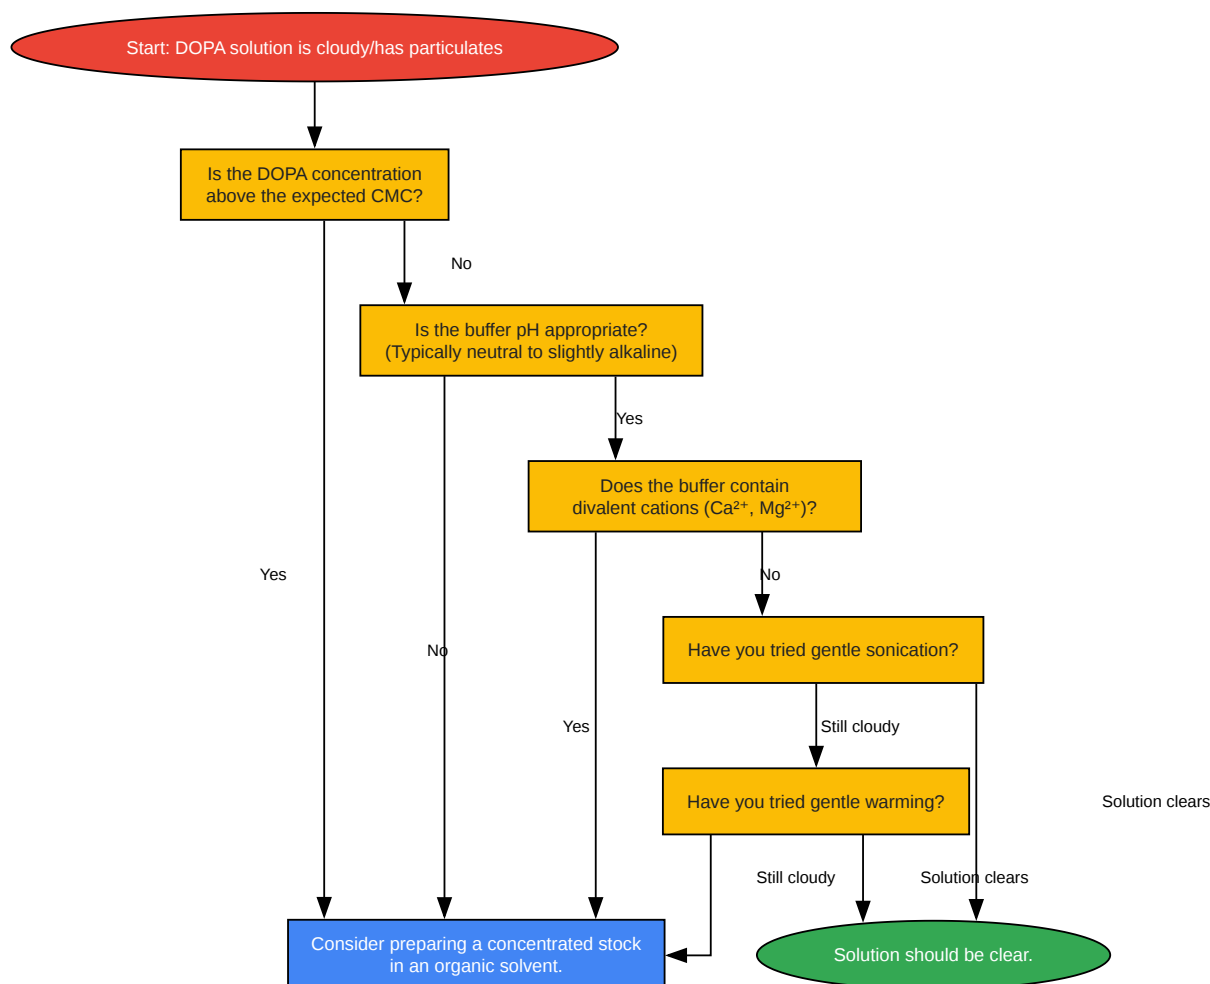 Start: DOPA solution is cloudy/has particulates
Is the DOPA concentration
above the expected CMC?
No
Is the buffer pH appropriate?
(Typically neutral to slightly alkaline)
Yes
Does the buffer contain
divalent cations (Ca²⁺, Mg²⁺)?
Yes
No
Have you tried gentle sonication?
No
Yes
Still cloudy
Have you tried gentle warming?
Solution clears
Still cloudy
Solution clears
Consider preparing a concentrated stock
in an organic solvent.
Solution should be clear.